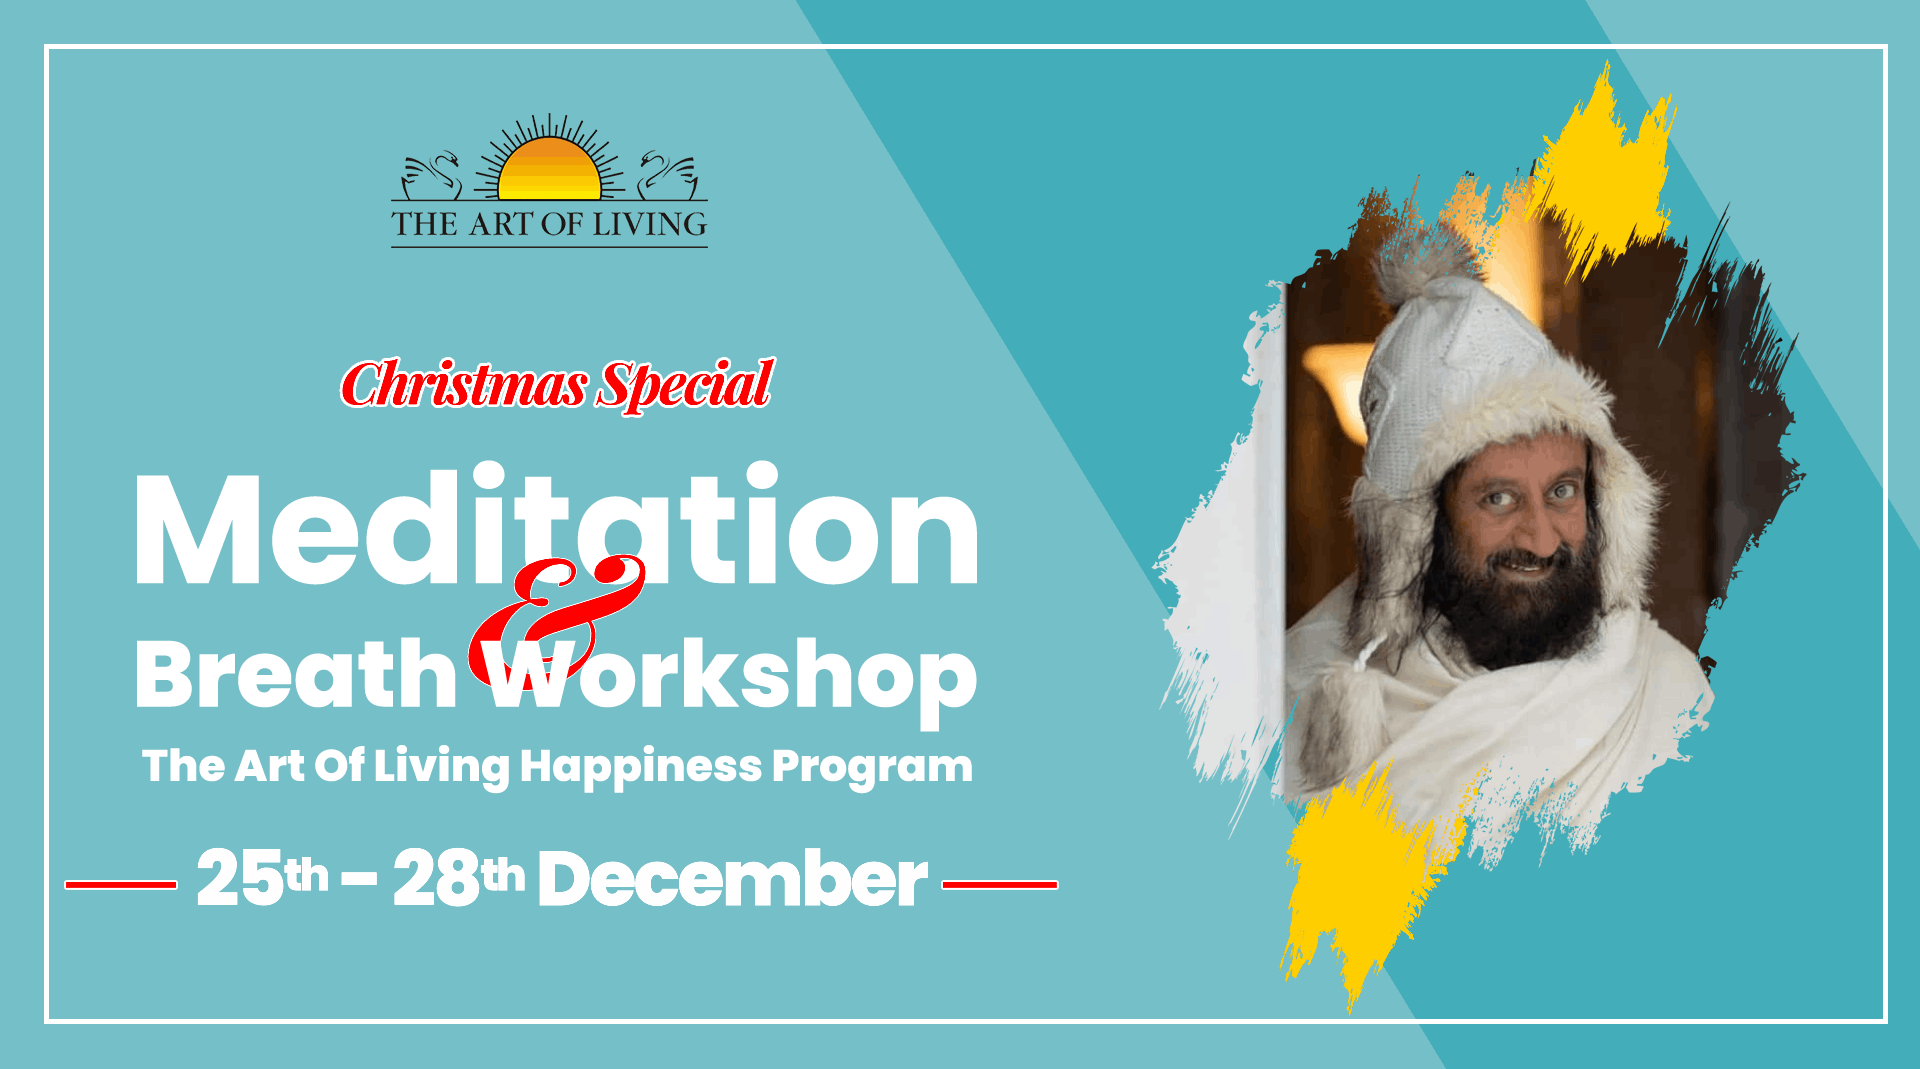 THE ART OF LIVING
Christmas Special
Meditation
&
Breath Workshop
The Art Of Living Happiness Program
25th – 28th December